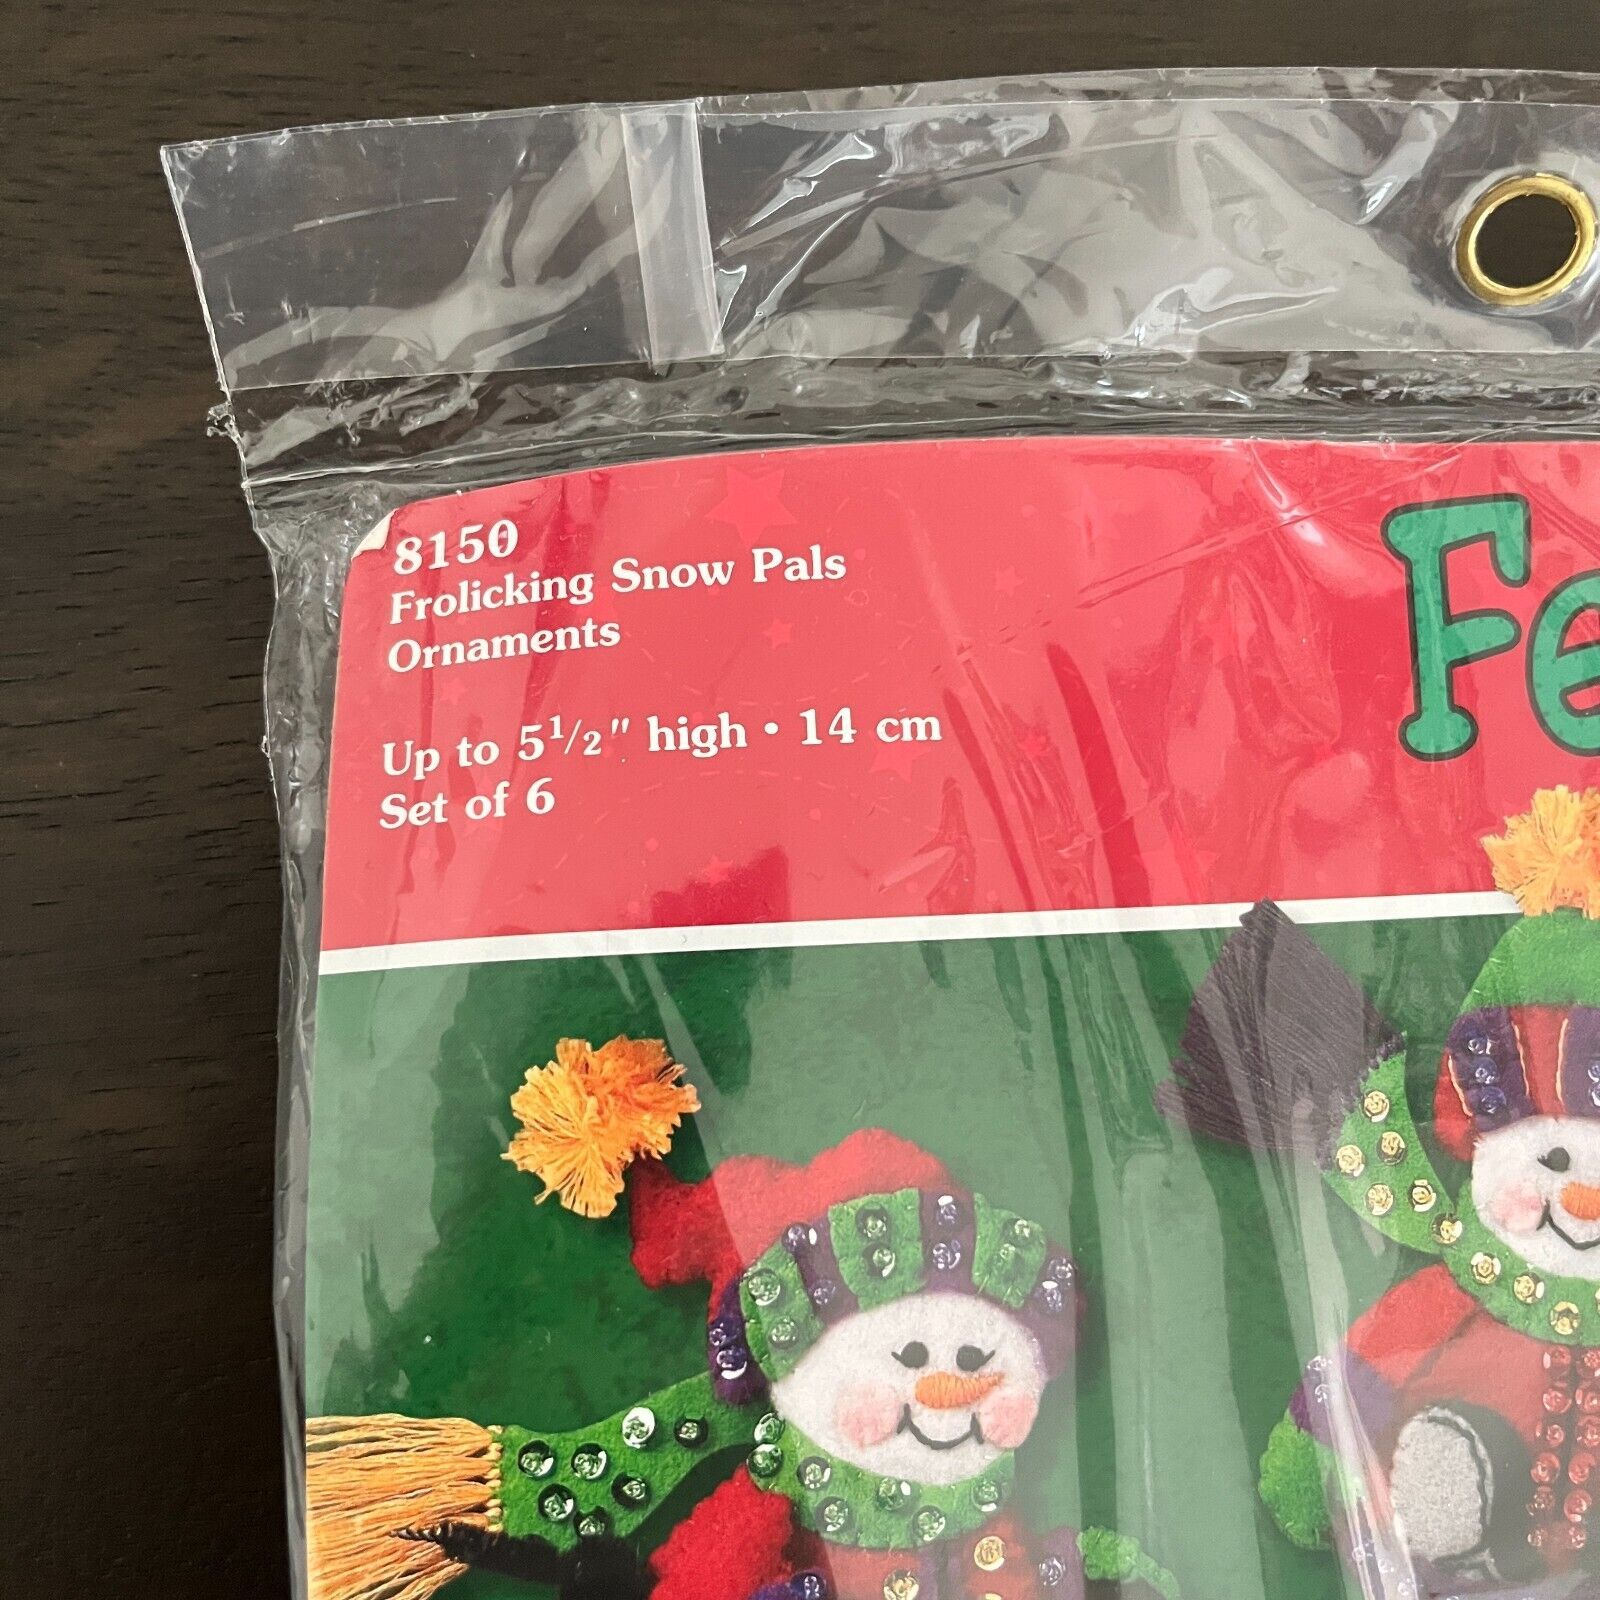 8150
Frolicking Snow Pals
Ornaments
Up to 5 1/2" high • 14 cm
Set of 6
Fe